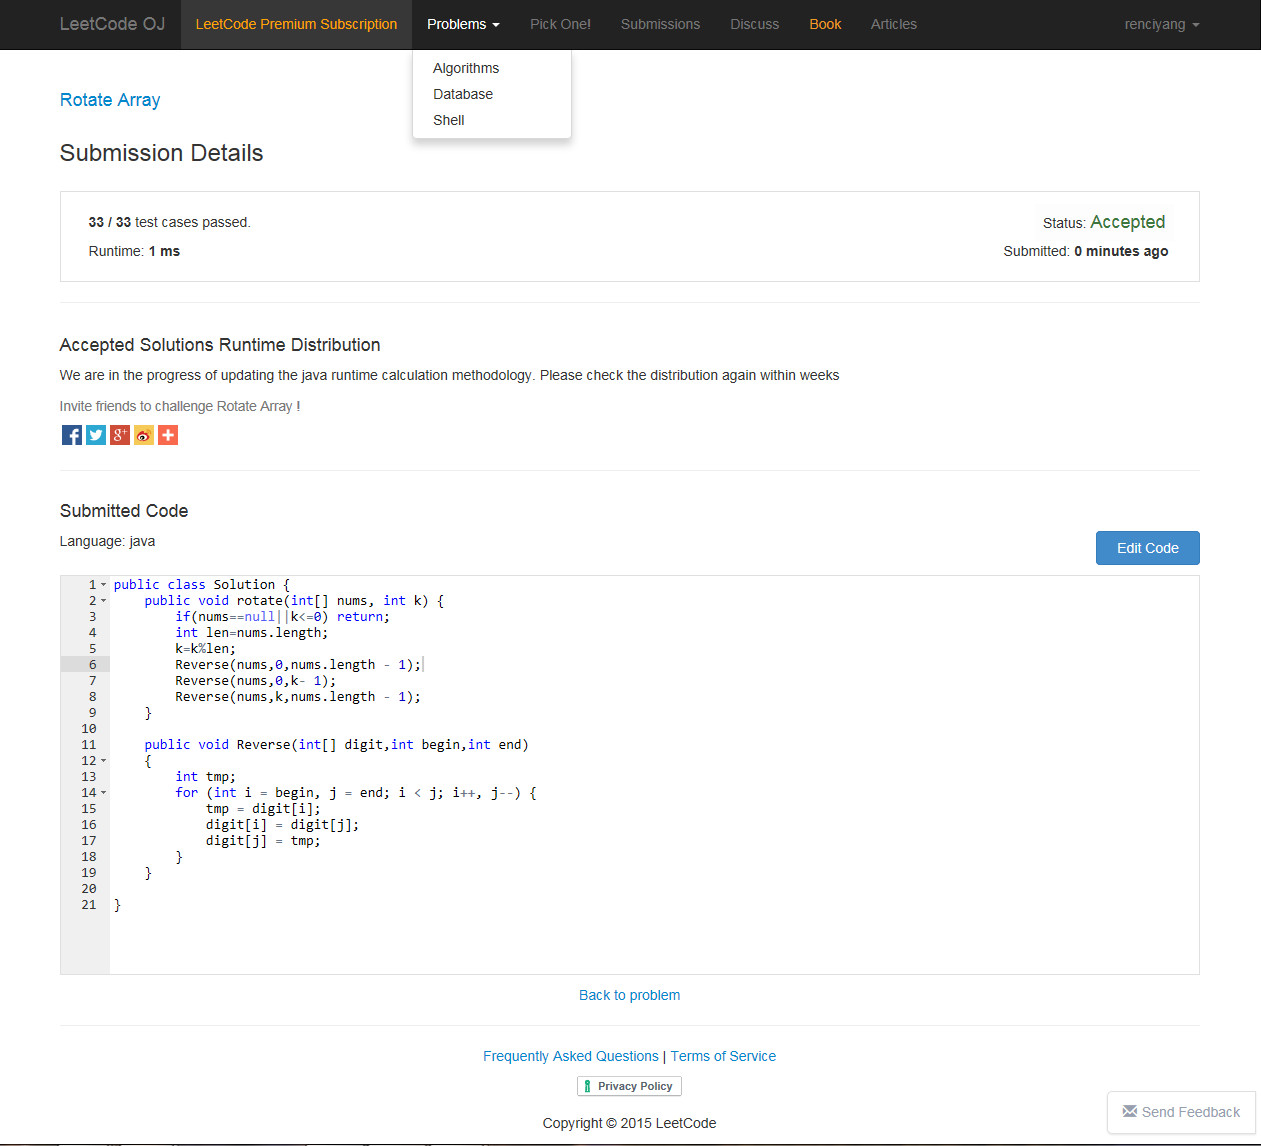 LeetCode OJ LeetCode Premium Subscription Problems Pick One! Submissions Discuss Book Articles renciyang
Algorithms
Database
Shell
Rotate Array
Submission Details
33 / 33 test cases passed. Status: Accepted
Runtime: 1 ms Submitted: 0 minutes ago
Accepted Solutions Runtime Distribution
We are in the progress of updating the java runtime calculation methodology. Please check the distribution again within weeks
Invite friends to challenge Rotate Array !
Submitted Code
Language: java
Edit Code
1 public class Solution {
2     public void rotate(int[] nums, int k) {
3         if(nums==null||k<=0) return;
4         int len=nums.length;
5         k=k%len;
6         Reverse(nums,0,nums.length - 1);
7         Reverse(nums,0,k- 1);
8         Reverse(nums,k,nums.length - 1);
9     }
10
11     public void Reverse(int[] digit,int begin,int end)
12     {
13         int tmp;
14         for (int i = begin, j = end; i < j; i++, j--) {
15             tmp = digit[i];
16             digit[i] = digit[j];
17             digit[j] = tmp;
18         }
19     }
20
21 }
Back to problem
Frequently Asked Questions | Terms of Service
Privacy Policy
Send Feedback
Copyright © 2015 LeetCode